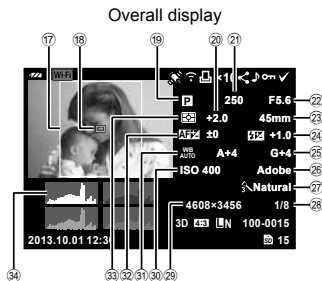 Overall display
⑰ ⑱ ⑲ ⑳ ㉑
Wi-Fi ×10
P 250 F5.6 ㉒
+2.0 45mm ㉓
AF ±0 +1.0 ㉔
WB AUTO A+4 G+4 ㉕
ISO 400 Adobe ㉖
Natural ㉗
4608×3456 1/8 ㉘
3D 4:3 LN 100-0015
2013.10.01 12:30 15
㉞ ㉝ ㉜ ㉛ ㉚ ㉙